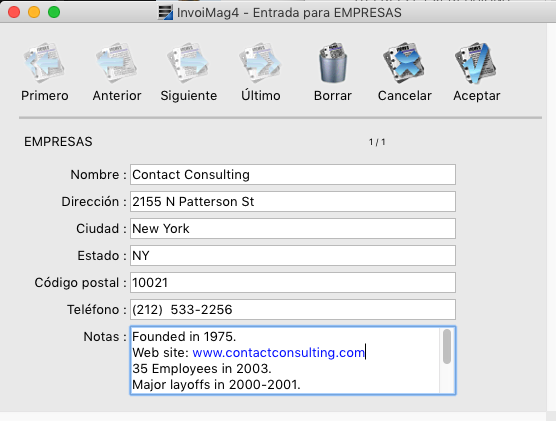 InvoiMag4 - Entrada para EMPRESAS
Primero Anterior Siguiente Último Borrar Cancelar Aceptar
EMPRESAS 1 / 1
Nombre : Contact Consulting
Dirección : 2155 N Patterson St
Ciudad : New York
Estado : NY
Código postal : 10021
Teléfono : (212)  533-2256
Notas : Founded in 1975.
Web site: www.contactconsulting.com
35 Employees in 2003.
Major layoffs in 2000-2001.